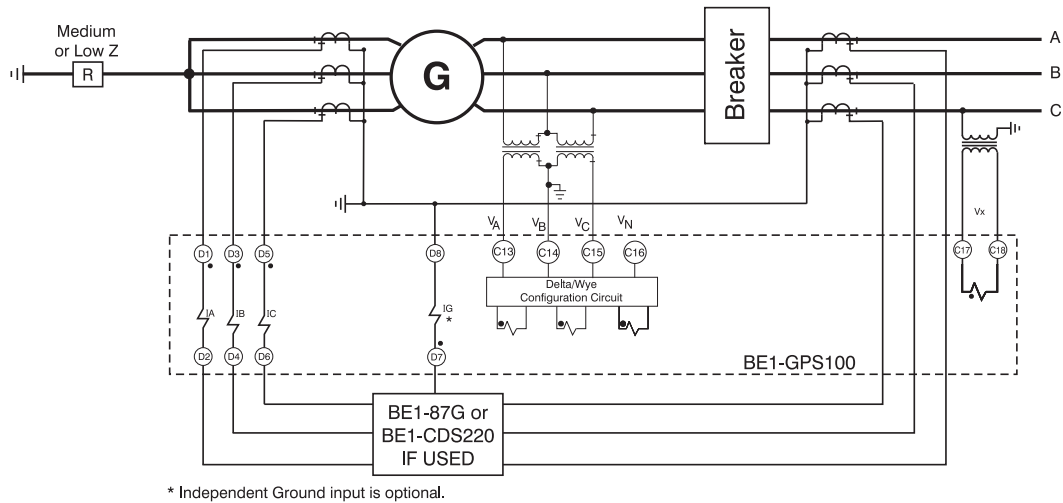 Medium
or Low Z
R
G
Breaker
A
B
C
VA
VB
VC
VN
Vx
D1
D3
D5
D8
C13
C14
C15
C16
C17
C18
Delta/Wye
Configuration Circuit
IA
IB
IC
IG
*
D2
D4
D6
D7
BE1-GPS100
BE1-87G or
BE1-CDS220
IF USED
* Independent Ground input is optional.